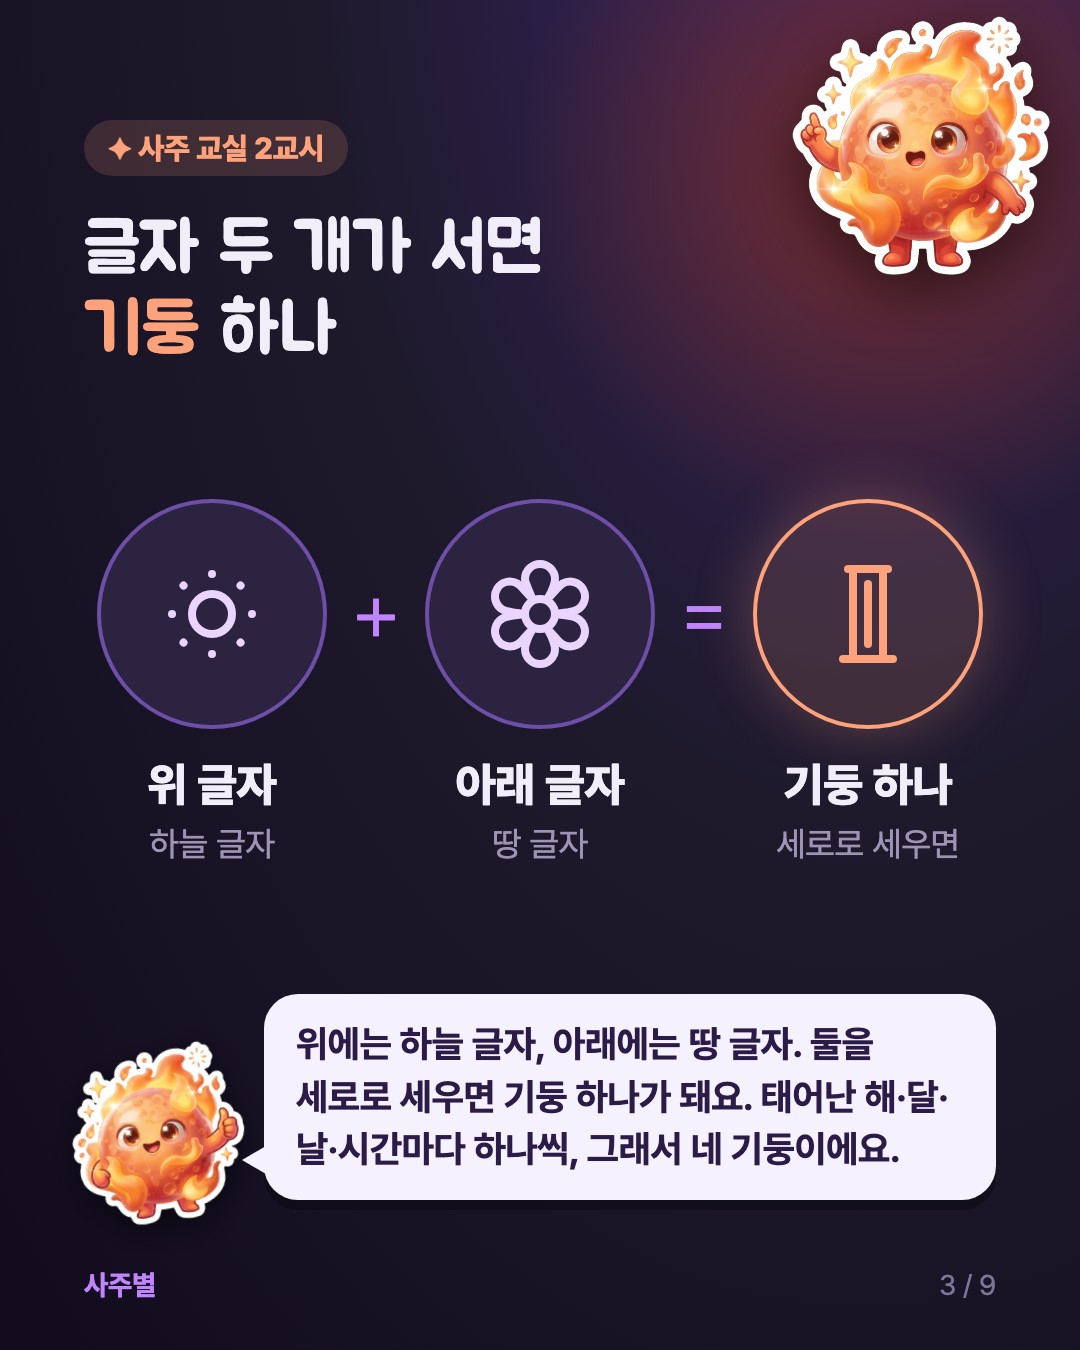 ✦ 사주 교실 2교시
글자 두 개가 서면
기둥 하나
+
=
위 글자
아래 글자
기둥 하나
하늘 글자
땅 글자
세로로 세우면
위에는 하늘 글자, 아래에는 땅 글자. 둘을
세로로 세우면 기둥 하나가 돼요. 태어난 해·달·
날·시간마다 하나씩, 그래서 네 기둥이에요.
사주별
3 / 9